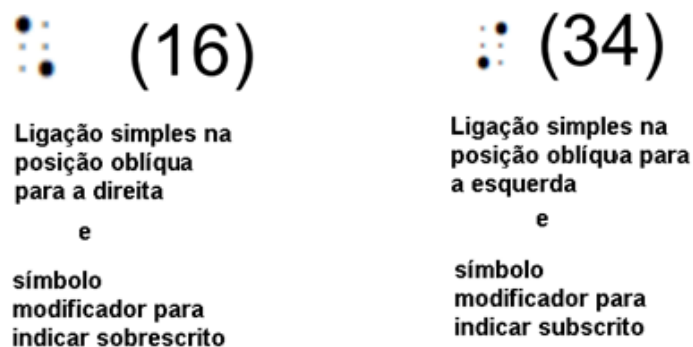 (16)
Ligação simples na
posição oblíqua
para a direita
e
símbolo
modificador para
indicar sobrescrito
(34)
Ligação simples na
posição oblíqua para
a esquerda
e
símbolo
modificador para
indicar subscrito